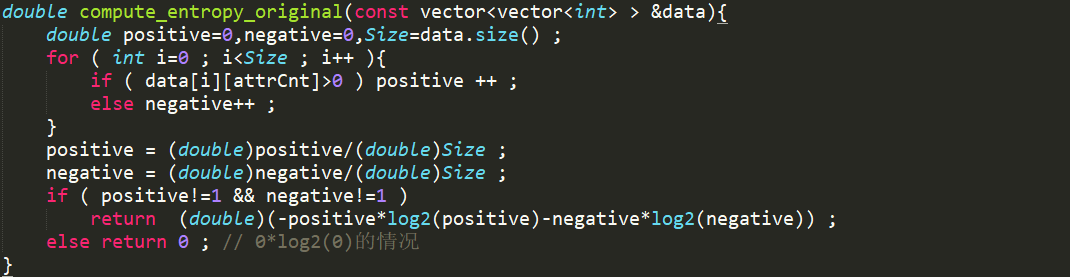 double compute_entropy_original(const vector<vector<int> > &data){
double positive=0,negative=0,Size=data.size() ;
for ( int i=0 ; i<Size ; i++ ){
if ( data[i][attrCnt]>0 ) positive ++ ;
else negative++ ;
}
positive = (double)positive/(double)Size ;
negative = (double)negative/(double)Size ;
if ( positive!=1 && negative!=1 )
return  (double)(-positive*log2(positive)-negative*log2(negative)) ;
else return 0 ; // 0*log2(0)的情况
}